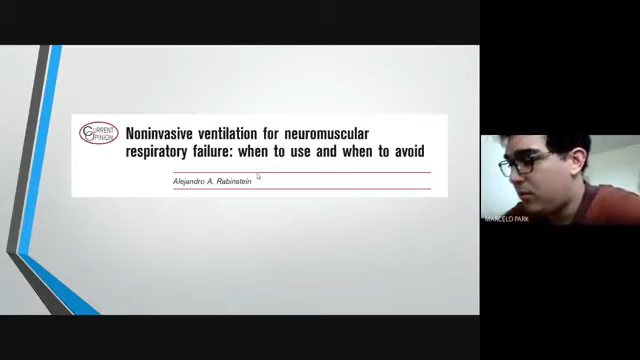 CURRENT
OPINION
Noninvasive ventilation for neuromuscular
respiratory failure: when to use and when to avoid
Alejandro A. Rabinstein
MARCELO PARK